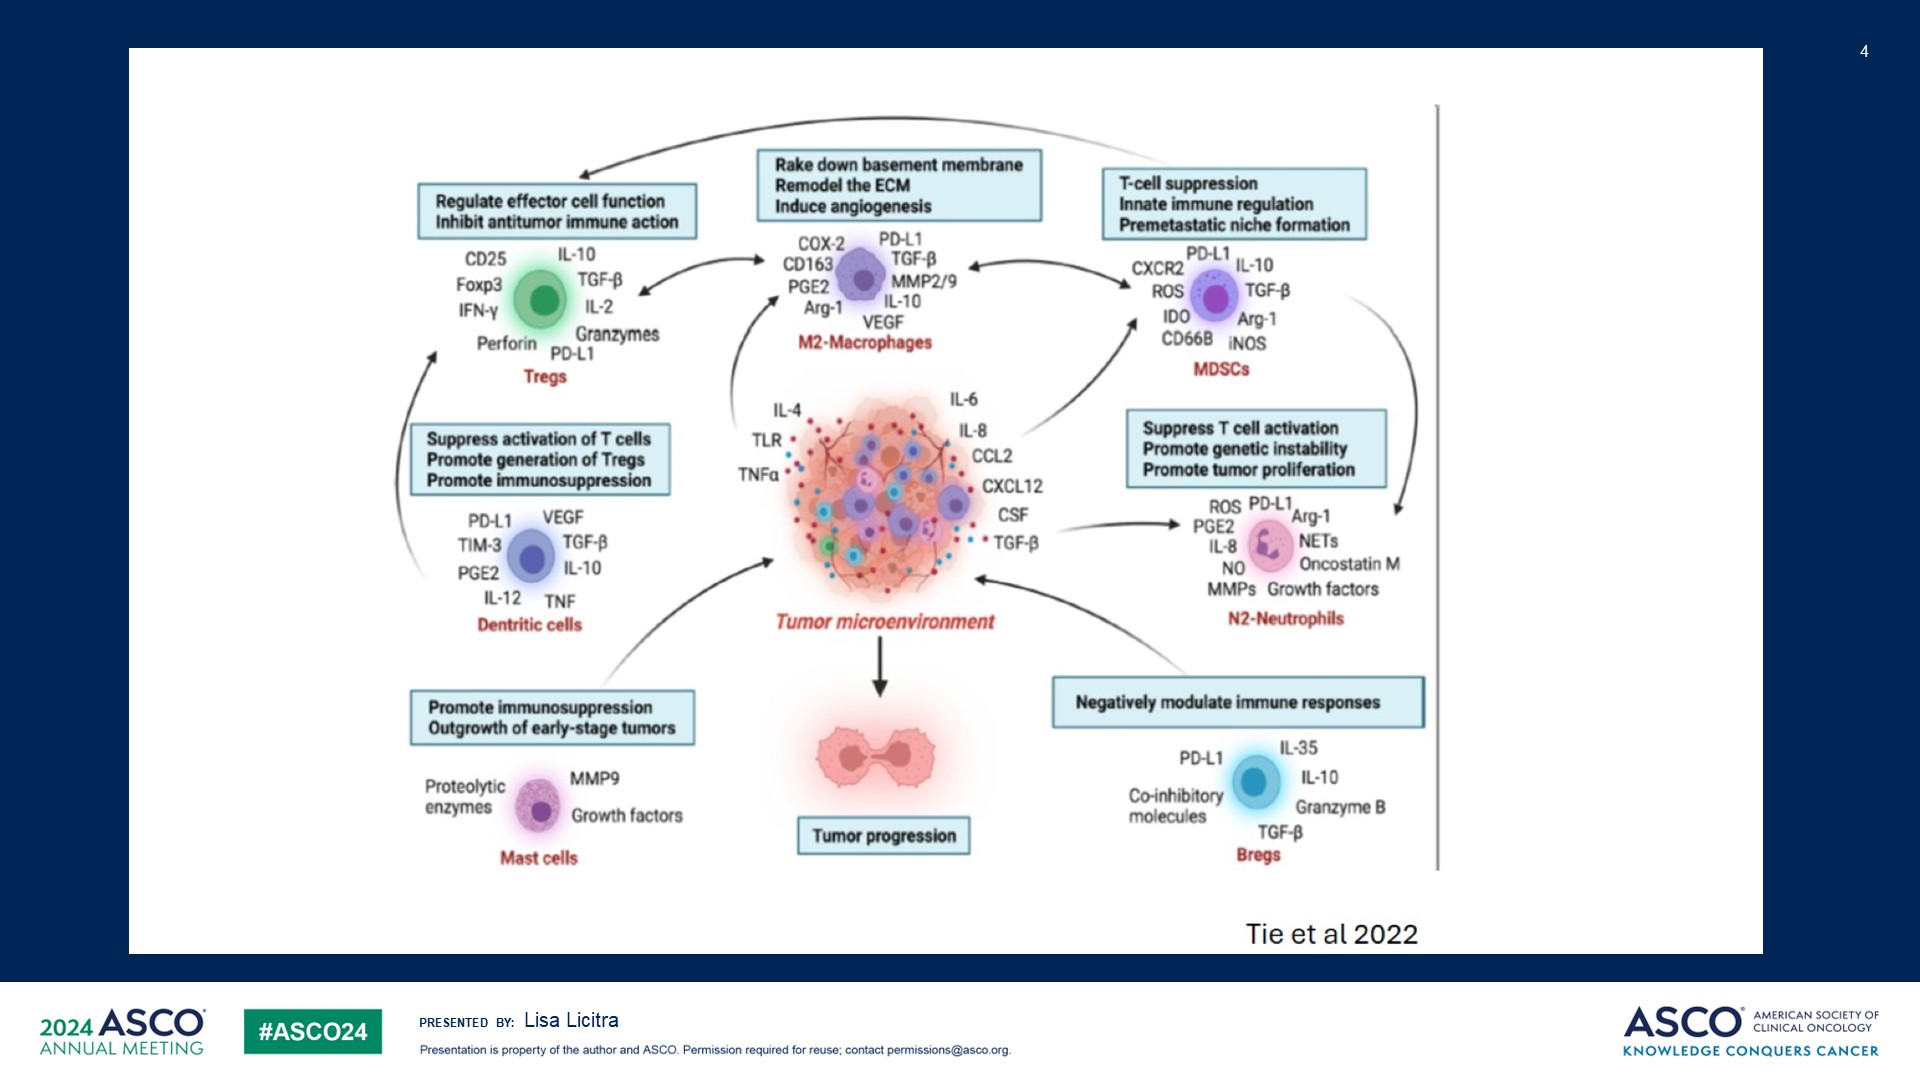 4
Rake down basement membrane
Remodel the ECM
Induce angiogenesis
Regulate effector cell function
Inhibit antitumor immune action
T-cell suppression
Innate immune regulation
Premetastatic niche formation
CD25
IL-10
Foxp3
TGF-β
IFN-γ
IL-2
Perforin
Granzymes
PD-L1
Tregs
COX-2
PD-L1
CD163
TGF-β
PGE2
MMP2/9
Arg-1
IL-10
VEGF
M2-Macrophages
PD-L1
CXCR2
IL-10
ROS
TGF-β
IDO
Arg-1
CD66B
iNOS
MDSCs
Suppress activation of T cells
Promote generation of Tregs
Promote immunosuppression
PD-L1
VEGF
TIM-3
TGF-β
PGE2
IL-10
IL-12
TNF
Dentritic cells
IL-4
TLR
TNFα
IL-6
IL-8
CCL2
CXCL12
CSF
TGF-β
Tumor microenvironment
Suppress T cell activation
Promote genetic instability
Promote tumor proliferation
ROS
PD-L1
Arg-1
PGE2
IL-8
NETs
NO
Oncostatin M
MMPs
Growth factors
N2-Neutrophils
Promote immunosuppression
Outgrowth of early-stage tumors
Proteolytic
enzymes
MMP9
Growth factors
Mast cells
Tumor progression
Negatively modulate immune responses
PD-L1
IL-35
IL-10
Co-inhibitory
molecules
Granzyme B
TGF-β
Bregs
Tie et al 2022
2024 ASCO
ANNUAL MEETING
#ASCO24
PRESENTED BY: Lisa Licitra
Presentation is property of the author and ASCO. Permission required for reuse; contact permissions@asco.org.
ASCO AMERICAN SOCIETY OF
CLINICAL ONCOLOGY
KNOWLEDGE CONQUERS CANCER